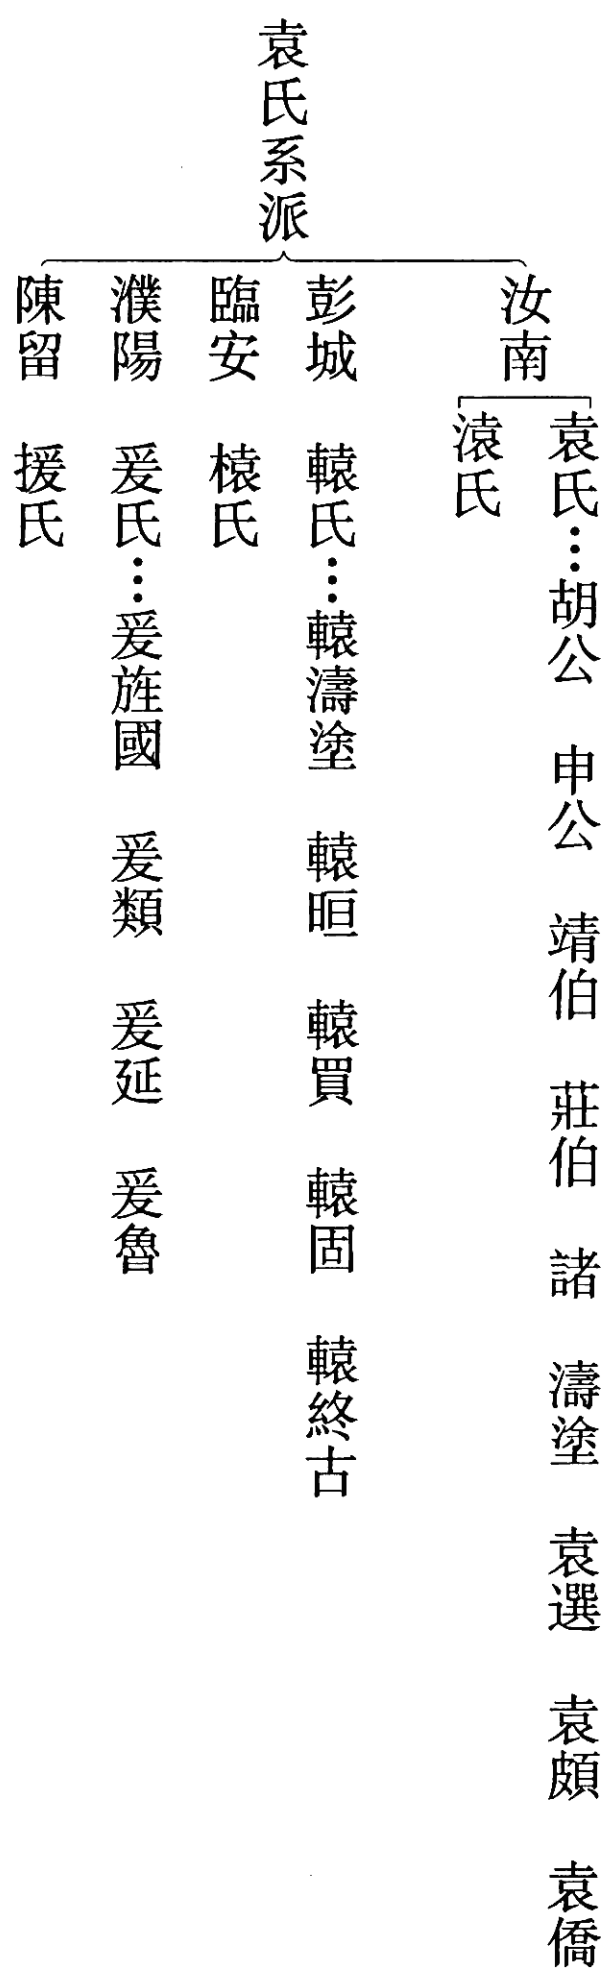 袁氏系派
汝南
袁氏…胡公　申公　靖伯　莊伯　諸　濤塗　袁選　袁頗　袁僑
溒氏
彭城　轅氏…轅濤塗　轅晅　轅買　轅固　轅終古
臨安　榬氏
濮陽　爰氏…爰旌國　爰類　爰延　爰魯
陳留　援氏